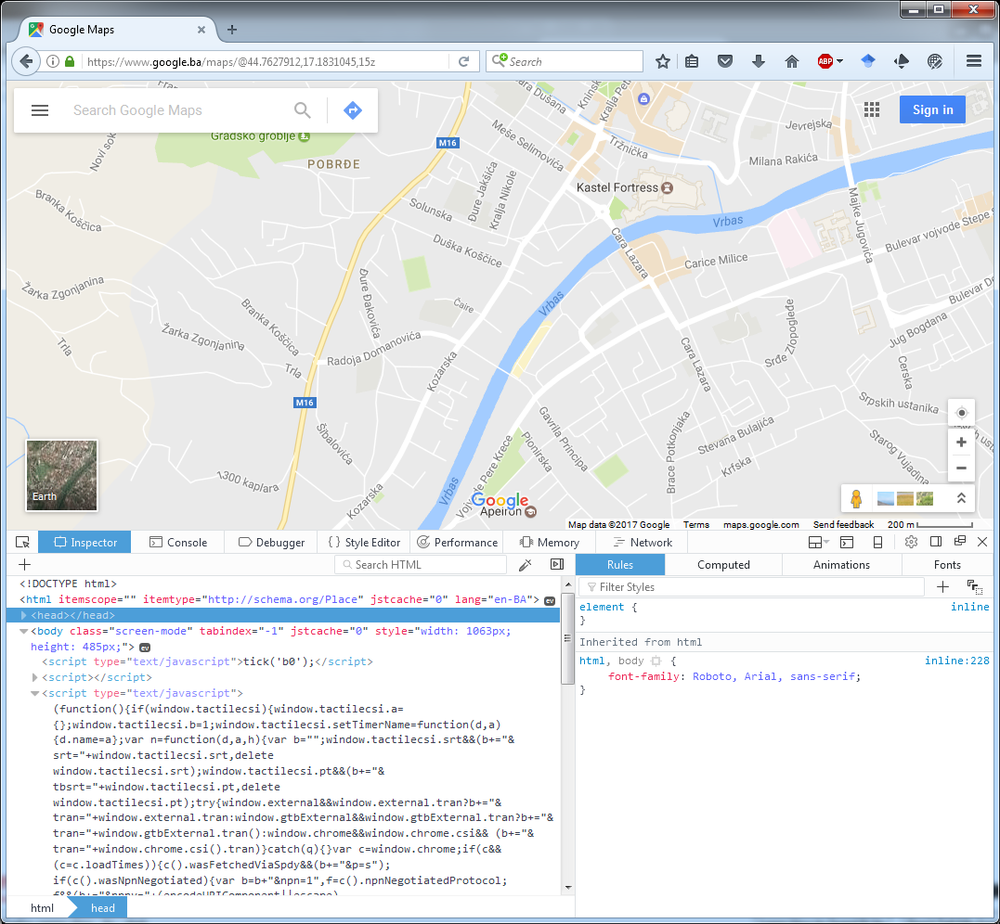 Google Maps
https://www.google.ba/maps/@44.7627912,17.1831045,15z
Search
ABP
Search Google Maps
Sign in
Gradsko groblje
Novi sok
POBRĐE
M16
Branka Košćica
Žarka Zgonjanina
Žarka Zgonjanina
Branka Košćica
Trla
Trla
M16
1300 kaplara
Šibalovića
Radoja Domanovića
Đure Đakovića
Čaire
Duška Košćice
Solunska
Đure Jakšića
Kralja Nikole
Meše Selimovića
Cara Dušana
Kninsk
Kralja Pet
Tržnička
Kastel Fortress
Jevrejska
Milana Rakića
Majke Jugovića
Bulevar vojvode Stepe S
Bulevar De
Vrbas
Cara Lazara
Carice Milice
Vrbas
Kozarska
Cara Lazara
Srđe Zlopogleđe
Jug Bogdana
Cerska
Srpskih ustanika
Starog Vujadina
Stevana Bulajića
Krfska
Brace Potkonjaka
Gavrila Principa
Pionirska
Vojvode Pere Krece
Vrbas
Kozarska
Apeiron
Google
Earth
Map data ©2017 Google Terms maps.google.com Send feedback 200 m
Inspector Console Debugger { } Style Editor Performance Memory Network
Search HTML
Rules Computed Animations Fonts
Filter Styles
<!DOCTYPE html>
<html itemscope="" itemtype="http://schema.org/Place" jstcache="0" lang="en-BA"> ev
<head></head>
<body class="screen-mode" tabindex="-1" jstcache="0" style="width: 1063px;
height: 485px;"> ev
<script type="text/javascript">tick('b0');</script>
<script></script>
<script type="text/javascript">
(function(){if(window.tactilecsi){window.tactilecsi.a=
{};window.tactilecsi.b=1;window.tactilecsi.setTimerName=function(d,a)
{d.name=a};var n=function(d,a,h){var b="";window.tactilecsi.srt&&(b+="&
srt="+window.tactilecsi.srt,delete
window.tactilecsi.srt);window.tactilecsi.pt&&(b+="&
tbsrt="+window.tactilecsi.pt,delete
window.tactilecsi.pt);try{window.external&&window.external.tran?b+="&
tran="+window.external.tran:window.gtbExternal&&window.gtbExternal.tran?b+="&
tran="+window.gtbExternal.tran():window.chrome&&window.chrome.csi&& (b+="&
tran="+window.chrome.csi().tran)}catch(q){}var c=window.chrome;if(c&&
(c=c.loadTimes)){c().wasFetchedViaSpdy&&(b+="&p=s");
if(c().wasNpnNegotiated){var b=b+"&npn=1",f=c().npnNegotiatedProtocol;
f&&(b+="&npnv="+(encodeURIComponent||escape)
element { inline
}
Inherited from html
html, body { inline:228
font-family: Roboto, Arial, sans-serif;
}
html head